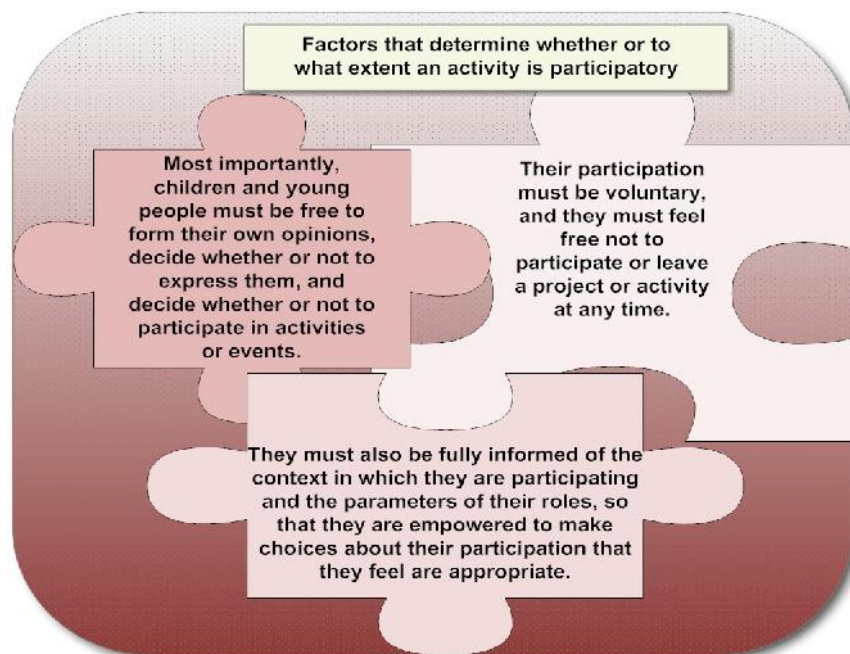 Factors that determine whether or to
what extent an activity is participatory
Most importantly,
children and young
people must be free to
form their own opinions,
decide whether or not to
express them, and
decide whether or not to
participate in activities
or events.
Their participation
must be voluntary,
and they must feel
free not to
participate or leave
a project or activity
at any time.
They must also be fully informed of the
context in which they are participating
and the parameters of their roles, so
that they are empowered to make
choices about their participation that
they feel are appropriate.